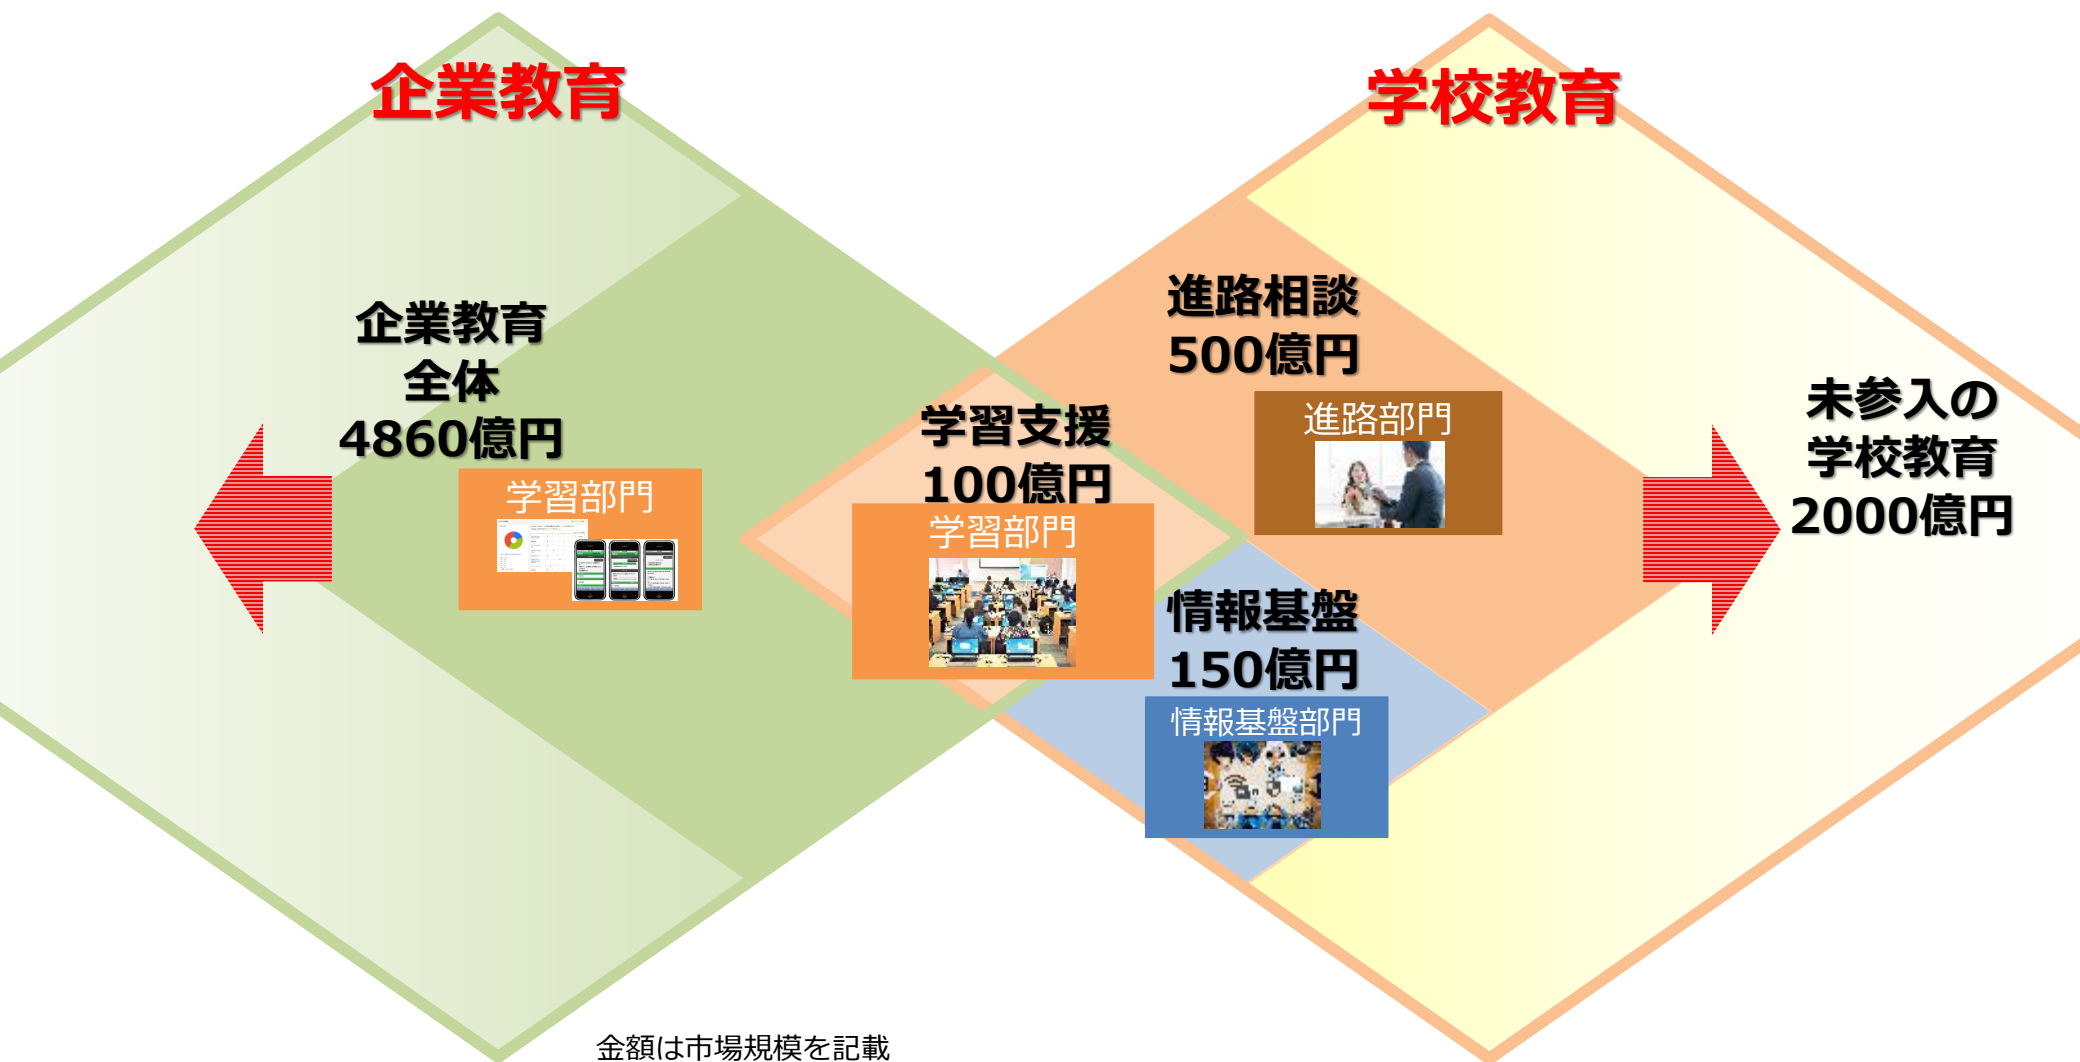 企業教育
学校教育
企業教育
全体
4860億円
学習部門
学習支援
100億円
学習部門
進路相談
500億円
進路部門
情報基盤
150億円
情報基盤部門
未参入の
学校教育
2000億円
金額は市場規模を記載